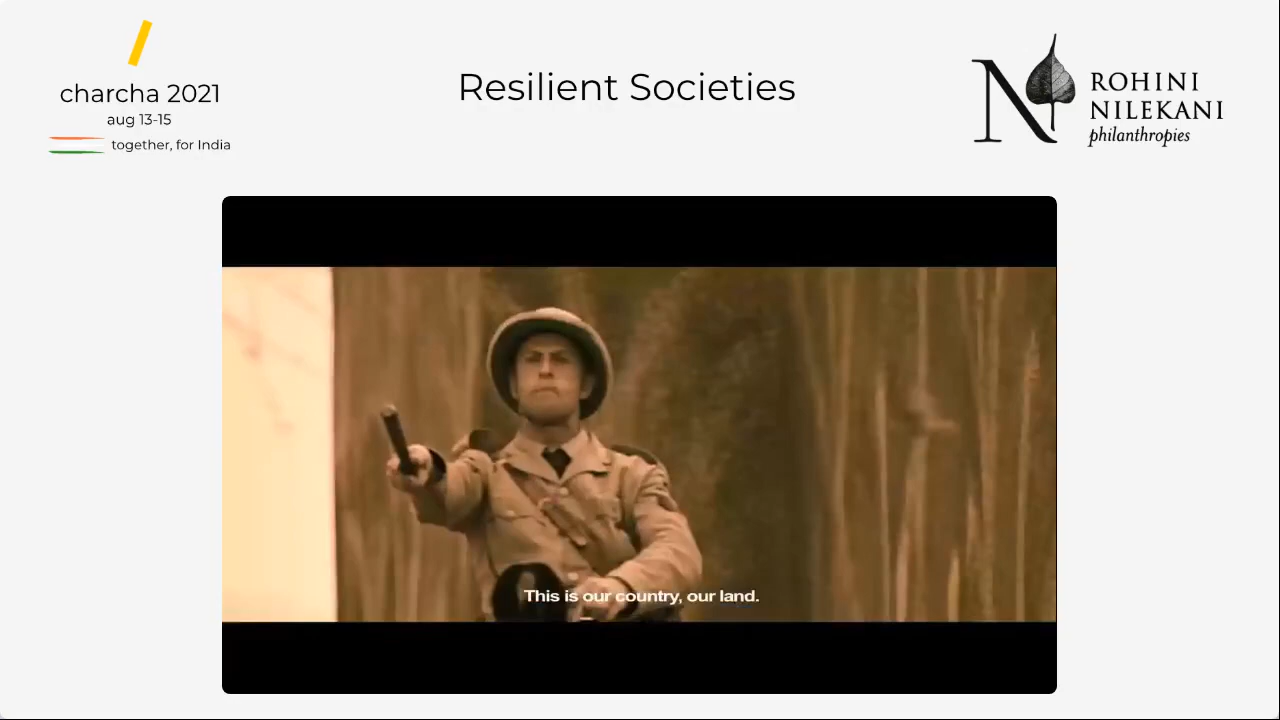 charcha 2021
aug 13-15
together, for India
Resilient Societies
N ROHINI
NILEKANI
philanthropies
This is our country, our land.